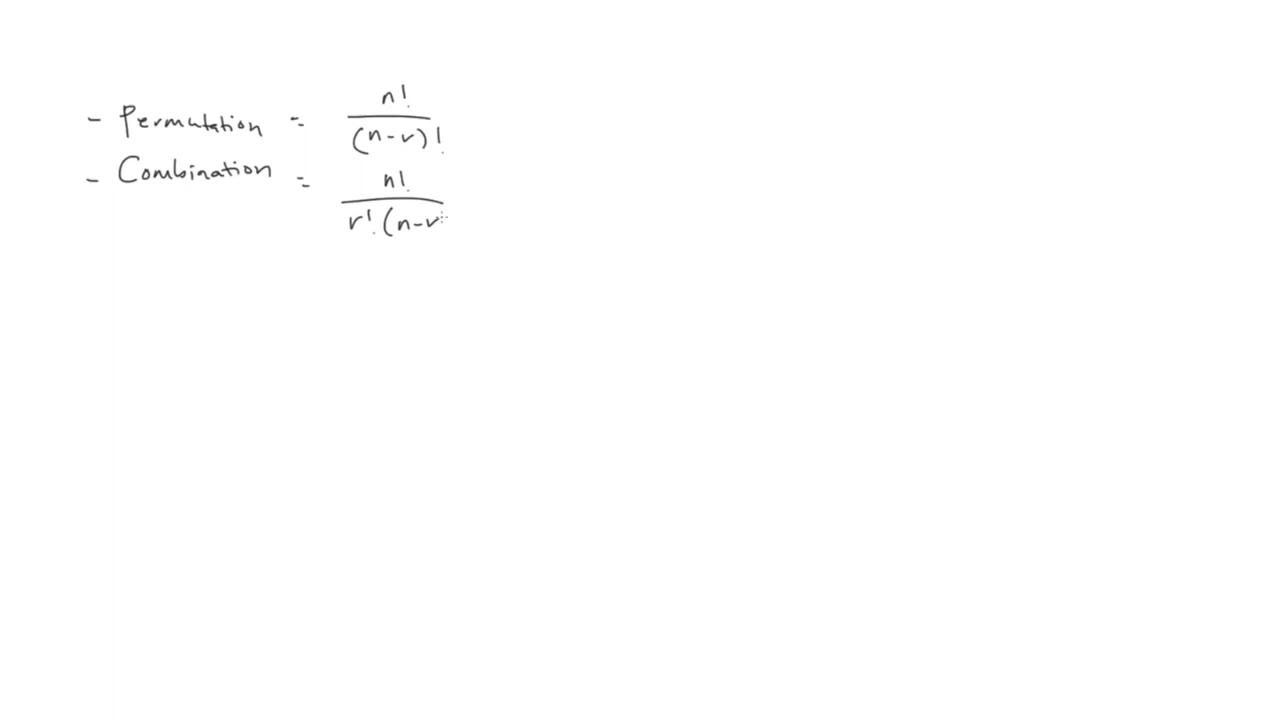 - Permutation = n! / (n-r)!
- Combination = n! / r! (n-r